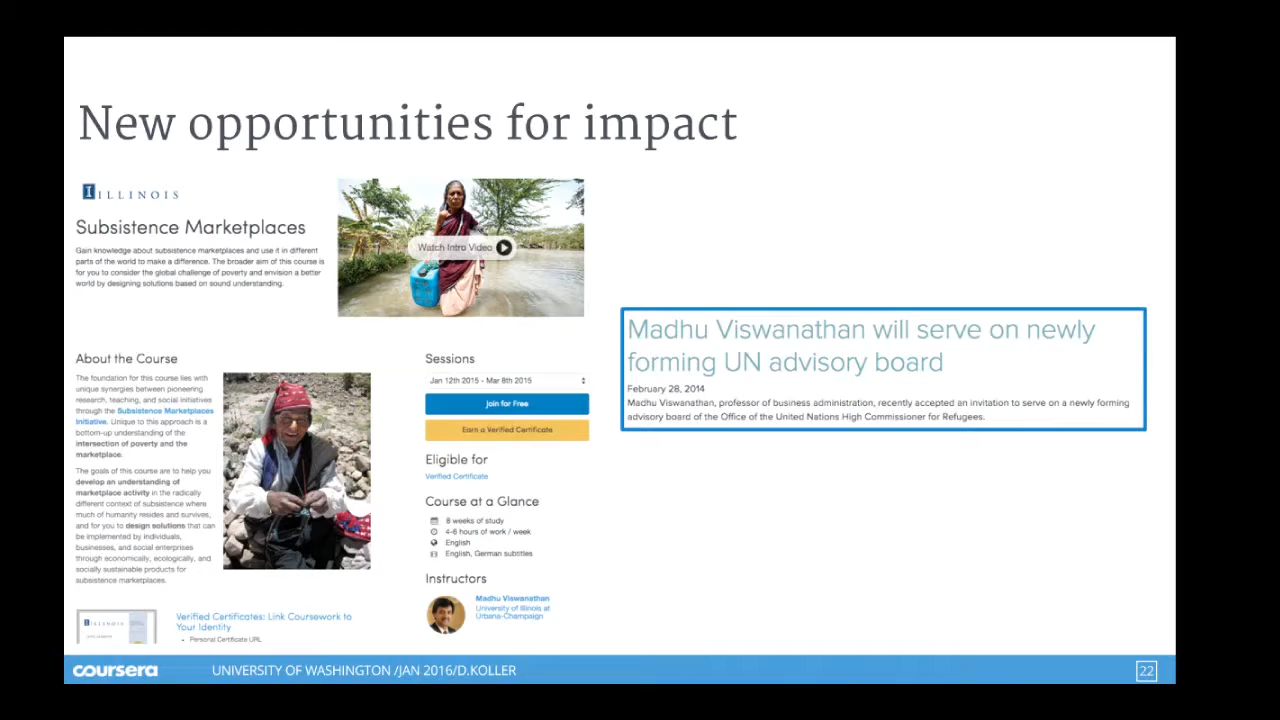 New opportunities for impact
ILLINOIS
Subsistence Marketplaces
Gain knowledge about subsistence marketplaces and use it in different
parts of the world to make a difference. The broader aim of this course is
for you to consider the global challenge of poverty and envision a better
world by designing solutions based on sound understanding.
Watch Intro Video
About the Course
The foundation for this course lies with
unique synergies between pioneering
research, teaching, and social initiatives
through the Subsistence Marketplaces
Initiative. Unique to this approach is a
bottom-up understanding of the
intersection of poverty and the
marketplace.
The goals of this course are to help you
develop an understanding of
marketplace activity in the radically
different context of subsistence where
much of humanity resides and survives,
and for you to design solutions that can
be implemented by individuals,
businesses, and social enterprises
through economically, ecologically, and
socially sustainable products for
subsistence marketplaces.
ILLINOIS
Verified Certificates: Link Coursework to
Your Identity
• Personal Certificate URL
Sessions
Jan 12th 2015 - Mar 8th 2015
Join for Free
Earn a Verified Certificate
Eligible for
Verified Certificate
Course at a Glance
8 weeks of study
4-6 hours of work / week
English
English, German subtitles
Instructors
Madhu Viswanathan
University of Illinois at
Urbana-Champaign
Madhu Viswanathan will serve on newly
forming UN advisory board
February 28, 2014
Madhu Viswanathan, professor of business administration, recently accepted an invitation to serve on a newly forming
advisory board of the Office of the United Nations High Commissioner for Refugees.
coursera
UNIVERSITY OF WASHINGTON /JAN 2016/D.KOLLER
22